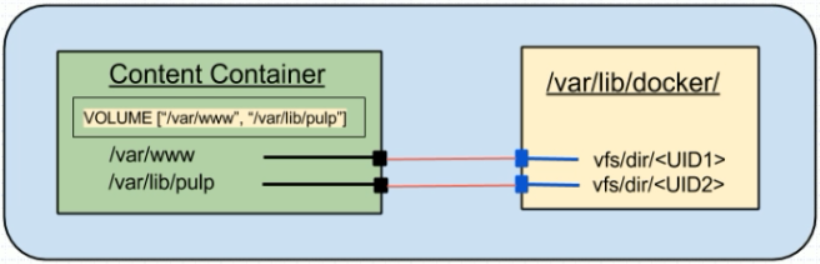 Content Container
VOLUME [“/var/www”, “/var/lib/pulp”]
/var/www
/var/lib/pulp
/var/lib/docker/
vfs/dir/<UID1>
vfs/dir/<UID2>